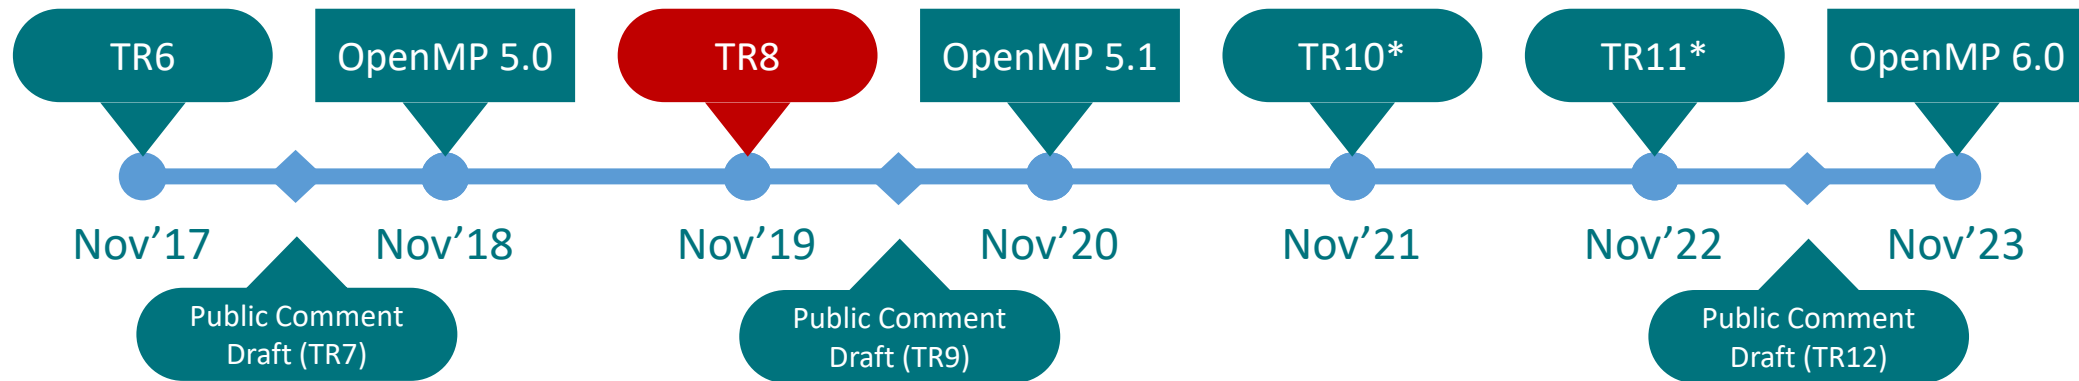 TR6
OpenMP 5.0
TR8
OpenMP 5.1
TR10*
TR11*
OpenMP 6.0
Nov’17
Nov’18
Nov’19
Nov’20
Nov’21
Nov’22
Nov’23
Public Comment
Draft (TR7)
Public Comment
Draft (TR9)
Public Comment
Draft (TR12)